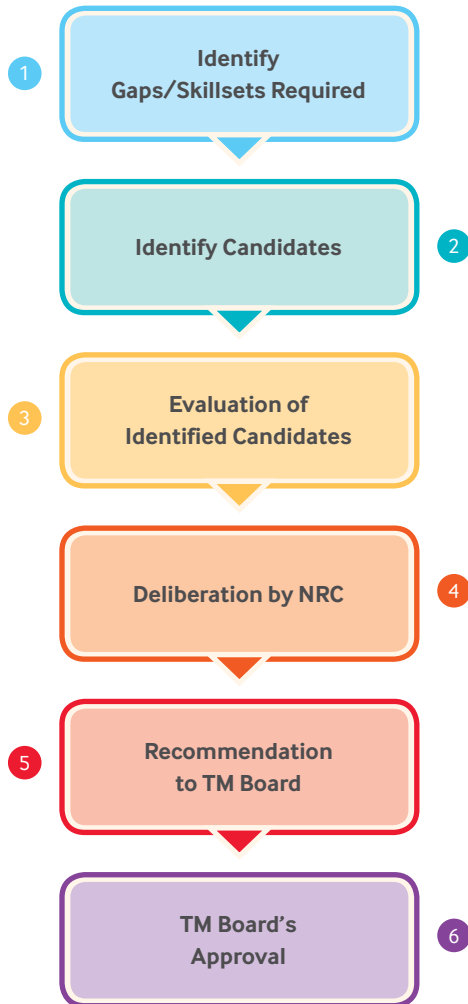 1
Identify
Gaps/Skillsets Required
Identify Candidates
2
3
Evaluation of
Identified Candidates
Deliberation by NRC
4
5
Recommendation
to TM Board
TM Board's
Approval
6